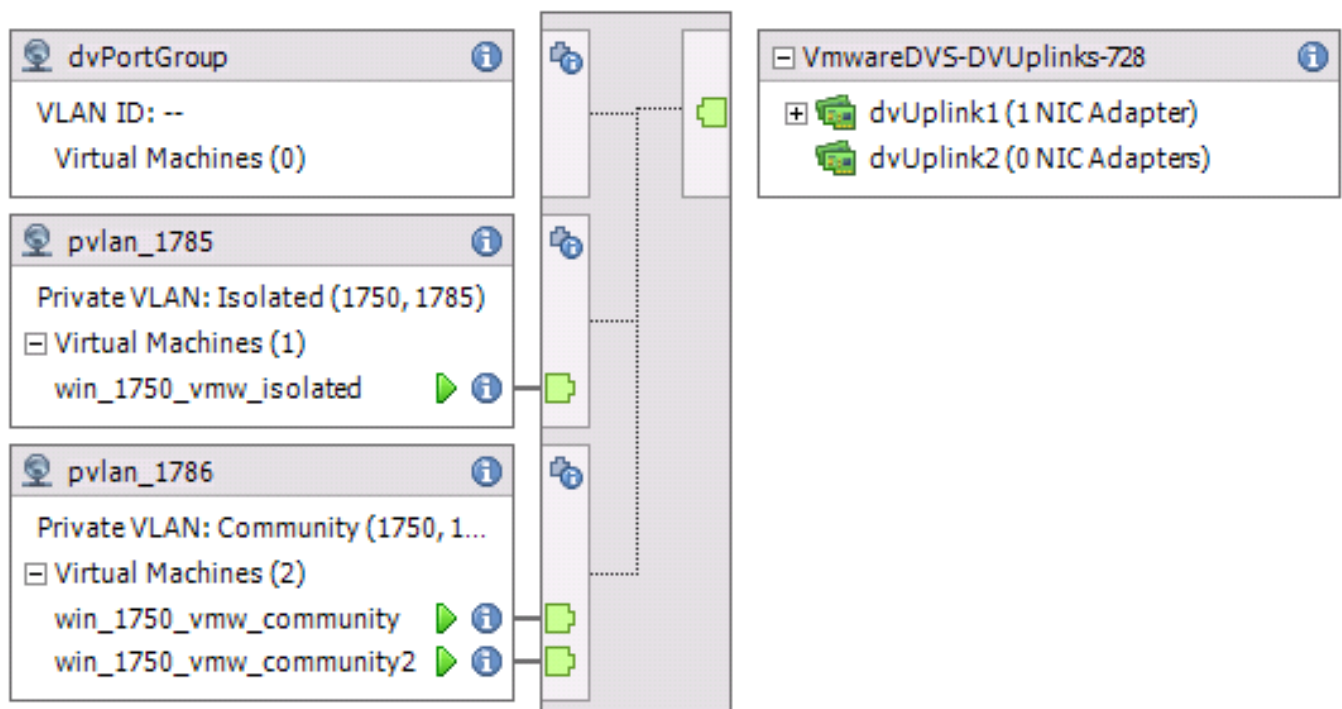 dvPortGroup
VLAN ID: --
Virtual Machines (0)
pvlan_1785
Private VLAN: Isolated (1750, 1785)
Virtual Machines (1)
win_1750_vmw_isolated
pvlan_1786
Private VLAN: Community (1750, 1...
Virtual Machines (2)
win_1750_vmw_community
win_1750_vmw_community2
VmwareDVS-DVUplinks-728
dvUplink1 (1 NIC Adapter)
dvUplink2 (0 NIC Adapters)